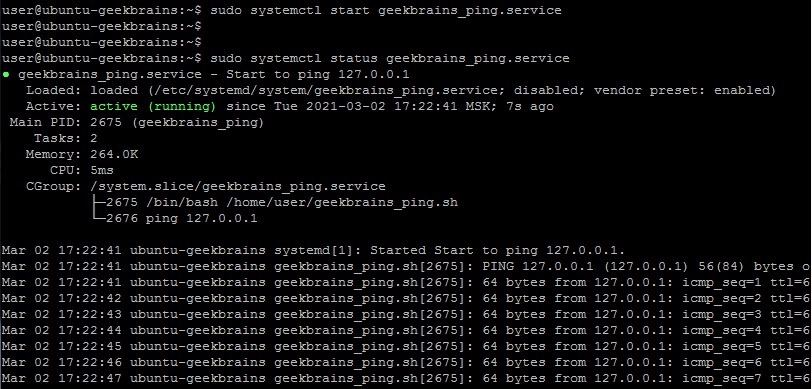 user@ubuntu-geekbrains:~$ sudo systemctl start geekbrains_ping.service
user@ubuntu-geekbrains:~$
user@ubuntu-geekbrains:~$
user@ubuntu-geekbrains:~$ sudo systemctl status geekbrains_ping.service
● geekbrains_ping.service - Start to ping 127.0.0.1
   Loaded: loaded (/etc/systemd/system/geekbrains_ping.service; disabled; vendor preset: enabled)
   Active: active (running) since Tue 2021-03-02 17:22:41 MSK; 7s ago
 Main PID: 2675 (geekbrains_ping)
    Tasks: 2
   Memory: 264.0K
      CPU: 5ms
   CGroup: /system.slice/geekbrains_ping.service
           ├─2675 /bin/bash /home/user/geekbrains_ping.sh
           └─2676 ping 127.0.0.1
Mar 02 17:22:41 ubuntu-geekbrains systemd[1]: Started Start to ping 127.0.0.1.
Mar 02 17:22:41 ubuntu-geekbrains geekbrains_ping.sh[2675]: PING 127.0.0.1 (127.0.0.1) 56(84) bytes o
Mar 02 17:22:41 ubuntu-geekbrains geekbrains_ping.sh[2675]: 64 bytes from 127.0.0.1: icmp_seq=1 ttl=6
Mar 02 17:22:42 ubuntu-geekbrains geekbrains_ping.sh[2675]: 64 bytes from 127.0.0.1: icmp_seq=2 ttl=6
Mar 02 17:22:43 ubuntu-geekbrains geekbrains_ping.sh[2675]: 64 bytes from 127.0.0.1: icmp_seq=3 ttl=6
Mar 02 17:22:44 ubuntu-geekbrains geekbrains_ping.sh[2675]: 64 bytes from 127.0.0.1: icmp_seq=4 ttl=6
Mar 02 17:22:45 ubuntu-geekbrains geekbrains_ping.sh[2675]: 64 bytes from 127.0.0.1: icmp_seq=5 ttl=6
Mar 02 17:22:46 ubuntu-geekbrains geekbrains_ping.sh[2675]: 64 bytes from 127.0.0.1: icmp_seq=6 ttl=6
Mar 02 17:22:47 ubuntu-geekbrains geekbrains_ping.sh[2675]: 64 bytes from 127.0.0.1: icmp_seq=7 ttl=6